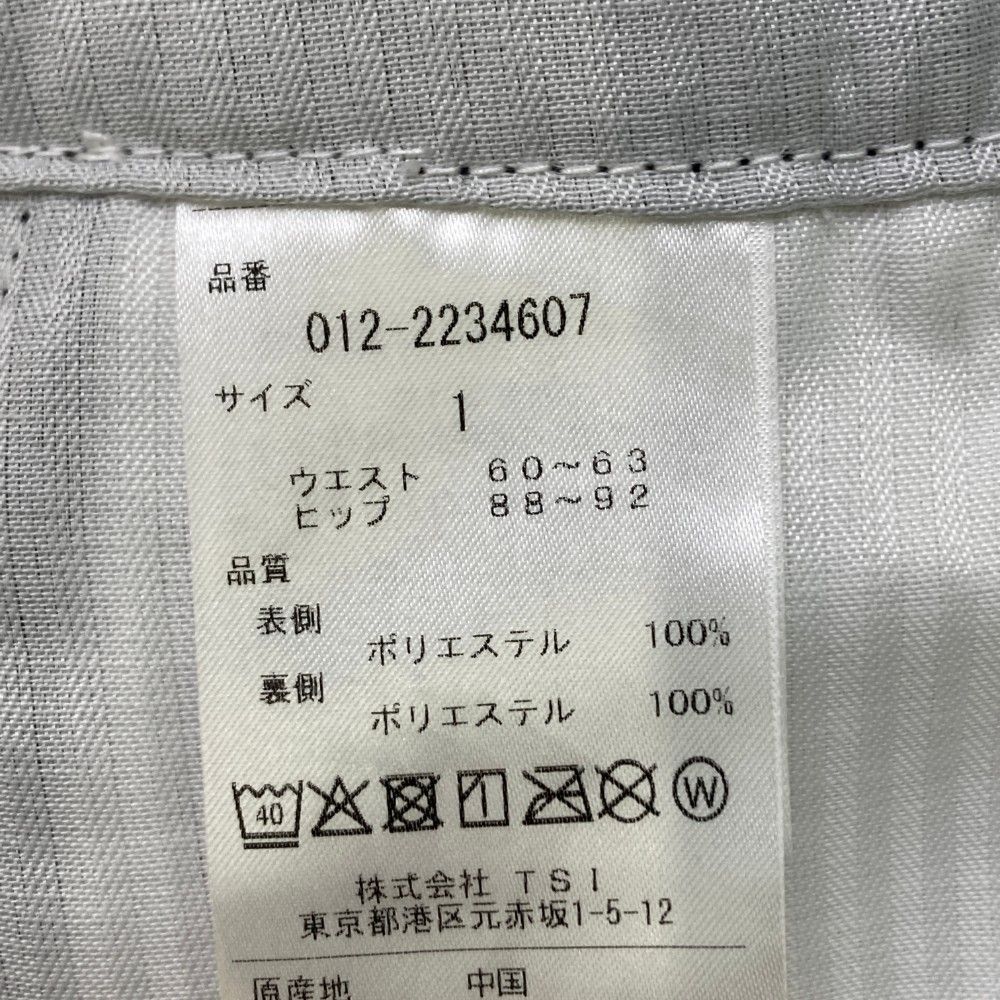 品番
012-2234607
サイズ
1
ウエスト 60～63
ヒップ 88～92
品質
表側
ポリエステル 100%
裏側
ポリエステル 100%
40 W
株式会社 TSI
東京都港区元赤坂1-5-12
原産地 中国